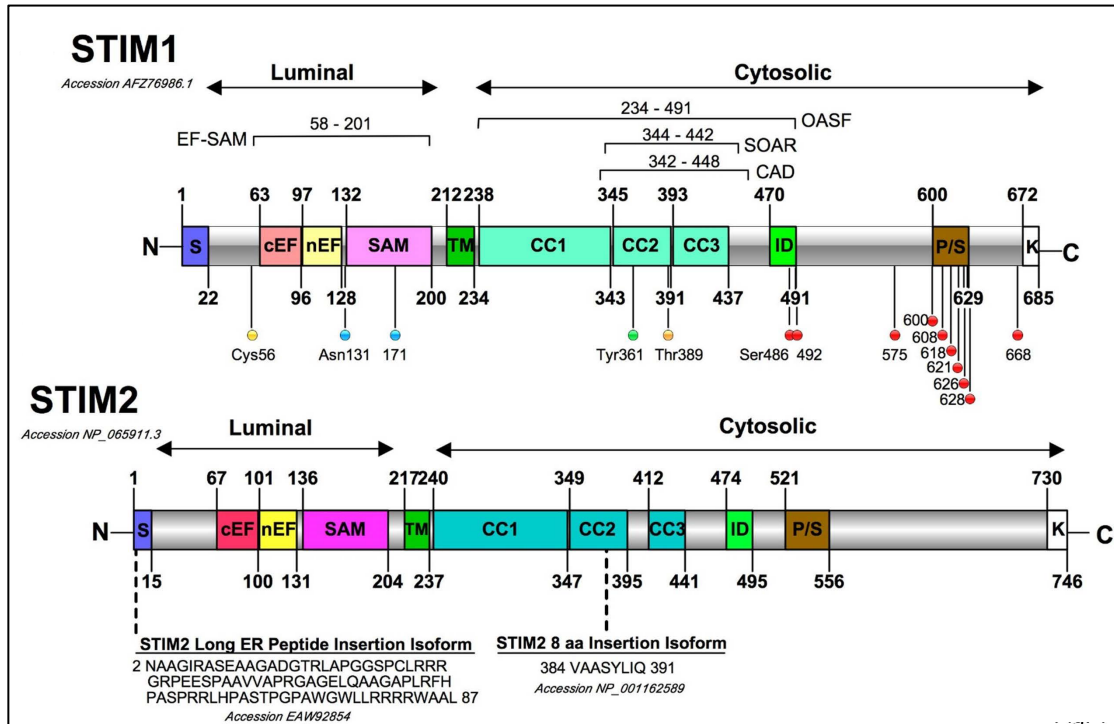 STIM1
Accession AFZ76986.1
Luminal
Cytosolic
234 - 491
OASF
EF-SAM
58 - 201
344 - 442
SOAR
342 - 448
CAD
1 63 97 132 212 238 345 393 470 600 672
N S cEF nEF SAM TM CC1 CC2 CC3 ID P/S K C
22 96 128 200 234 343 391 437 491 629 685
Cys56 Asn131 171 Tyr361 Thr389 Ser486 492 575 668
600
608
618
621
626
628
STIM2
Accession NP_065911.3
Luminal
Cytosolic
1 67 101 136 217 240 349 412 474 521 730
N S cEF nEF SAM TM CC1 CC2 CC3 ID P/S K C
15 100 131 204 237 347 395 441 495 556 746
STIM2 Long ER Peptide Insertion Isoform
2 NAAGIRASEAAGADGTRLAPGGSPCLRRR
GRPEESPAAVVAPRGAGELQAAGAPLRFH
PASPRRLHPASTPGPAWGWLLRRRRWAAL 87
Accession EAW92854
STIM2 8 aa Insertion Isoform
384 VAASYLIQ 391
Accession NP_001162589